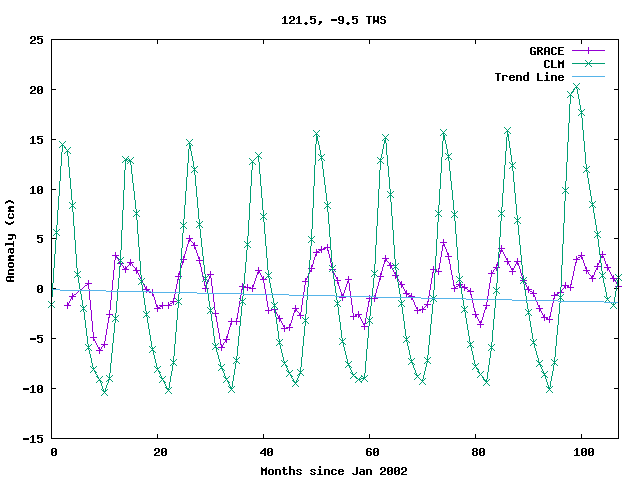 121.5, -9.5 TWS
GRACE
CLM
Trend Line
25
20
15
10
5
0
-5
-10
-15
Anomaly (cm)
0 20 40 60 80 100
Months since Jan 2002